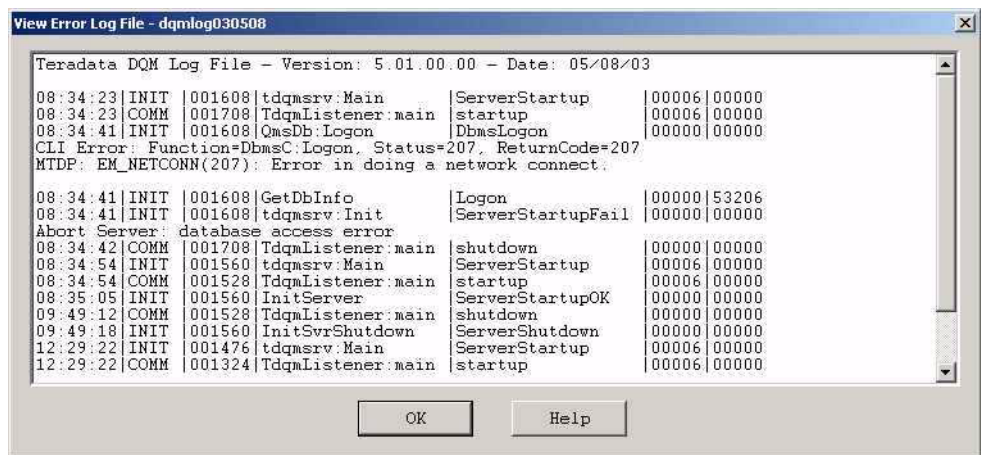 View Error Log File - dqmlog030508
Teradata DQM Log File - Version: 5.01.00.00 - Date: 05/08/03
08:34:23|INIT |001608|tdqmsrv:Main |ServerStartup |00006|00000
08:34:23|COMM |001708|TdqmListener:main |startup |00006|00000
08:34:41|INIT |001608|QmsDb:Logon |DbmsLogon |00000|00000
CLI Error: Function=DbmsC:Logon, Status=207, ReturnCode=207
MTDP: EM_NETCONN(207): Error in doing a network connect.
08:34:41|INIT |001608|GetDbInfo |Logon |00000|53206
08:34:41|INIT |001608|tdqmsrv:Init |ServerStartupFail |00000|00000
Abort Server: database access error
08:34:42|COMM |001708|TdqmListener:main |shutdown |00000|00000
08:34:54|INIT |001560|tdqmsrv:Main |ServerStartup |00006|00000
08:34:54|COMM |001528|TdqmListener:main |startup |00006|00000
08:35:05|INIT |001560|InitServer |ServerStartupOK |00000|00000
09:49:12|COMM |001528|TdqmListener:main |shutdown |00000|00000
09:49:18|INIT |001560|InitSvrShutdown |ServerShutdown |00000|00000
12:29:22|INIT |001476|tdqmsrv:Main |ServerStartup |00006|00000
12:29:22|COMM |001324|TdqmListener:main |startup |00006|00000
OK
Help